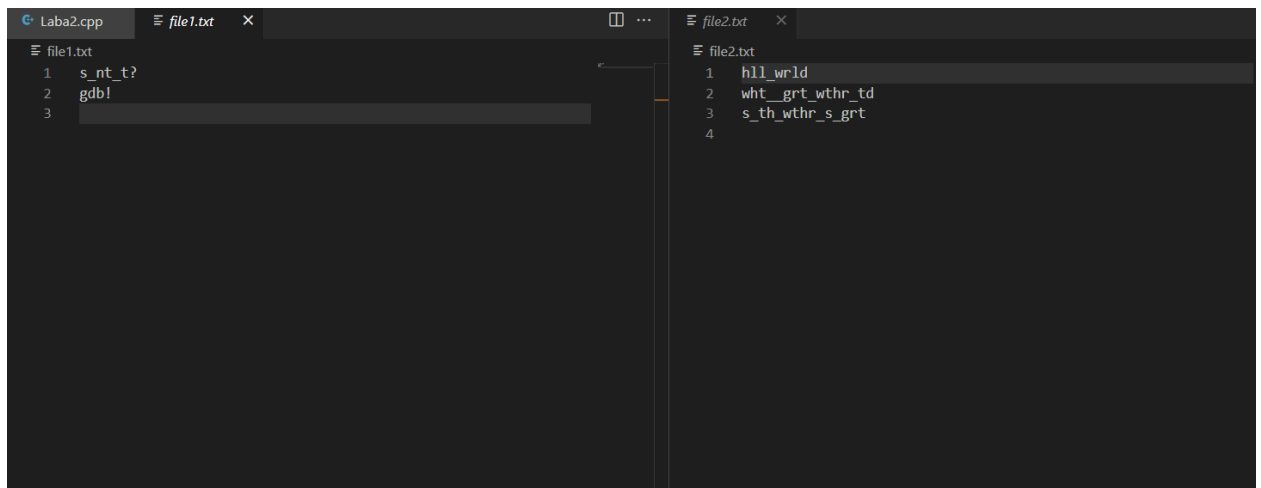 Laba2.cpp
file1.txt
file2.txt
file1.txt
1 s_nt_t?
2 gdb!
3
file2.txt
1 hll_wrld
2 wht__grt_wthr_td
3 s_th_wthr_s_grt
4